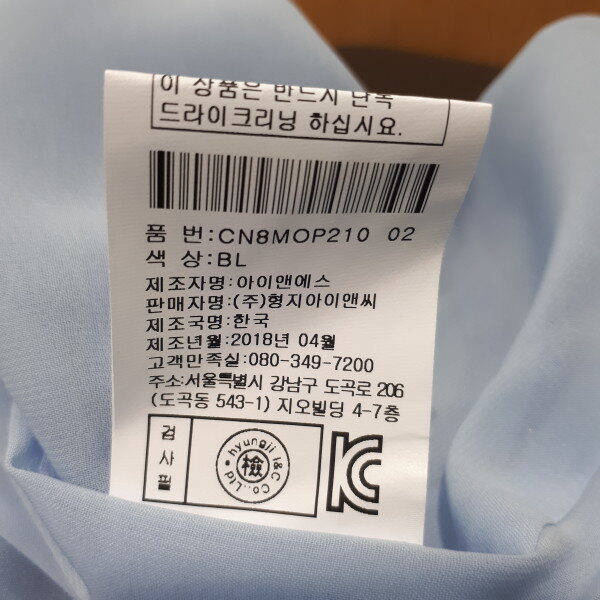 이 상품은 반드시 단독
드라이크리닝 하십시요.
품 번:CN8MOP210 02
색 상:BL
제조자명:아이앤에스
판매자명:(주)형지아이앤씨
제조국명:한국
제조년월:2018년 04월
고객만족실:080-349-7200
주소:서울특별시 강남구 도곡로 206
(도곡동 543-1) 지오빌딩 4-7층
검사필
hyungji I&C Co.,Ltd
檢
KC